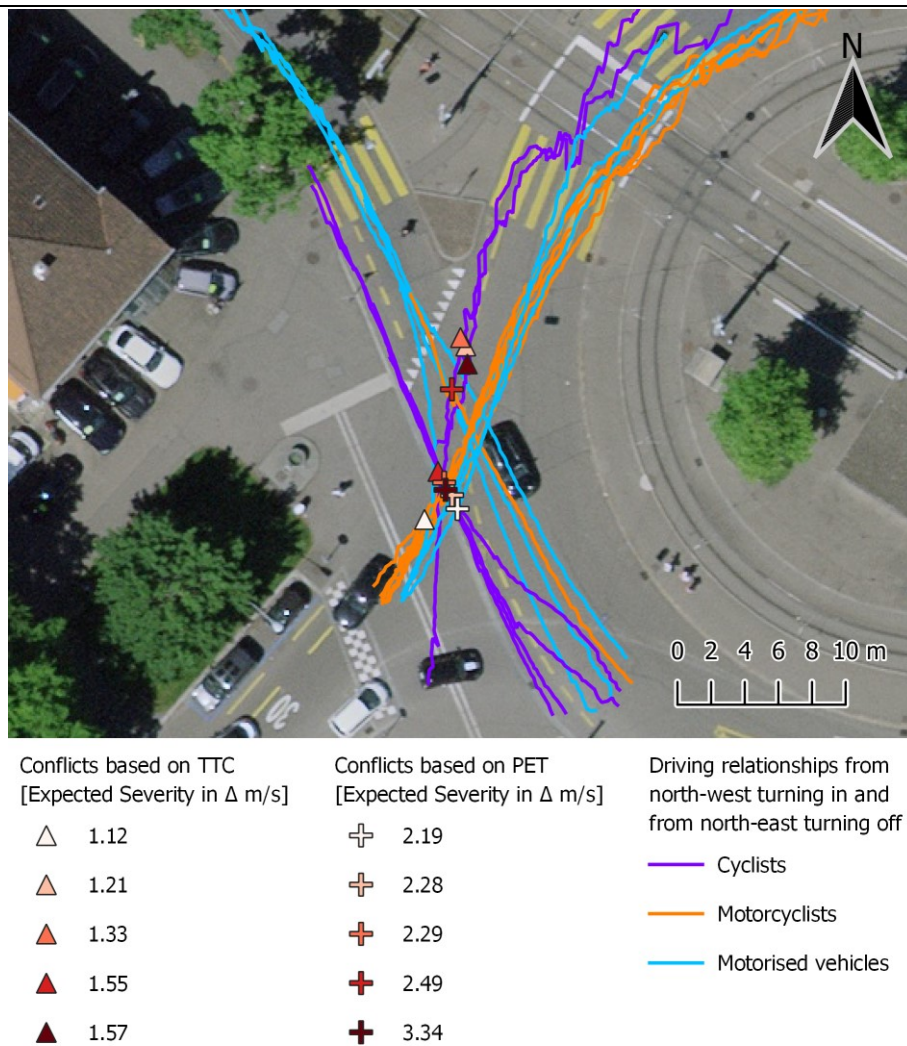 N
0 2 4 6 8 10 m
30
Conflicts based on TTC
[Expected Severity in Δ m/s]
1.12
1.21
1.33
1.55
1.57
Conflicts based on PET
[Expected Severity in Δ m/s]
2.19
2.28
2.29
2.49
3.34
Driving relationships from
north-west turning in and
from north-east turning off
Cyclists
Motorcyclists
Motorised vehicles